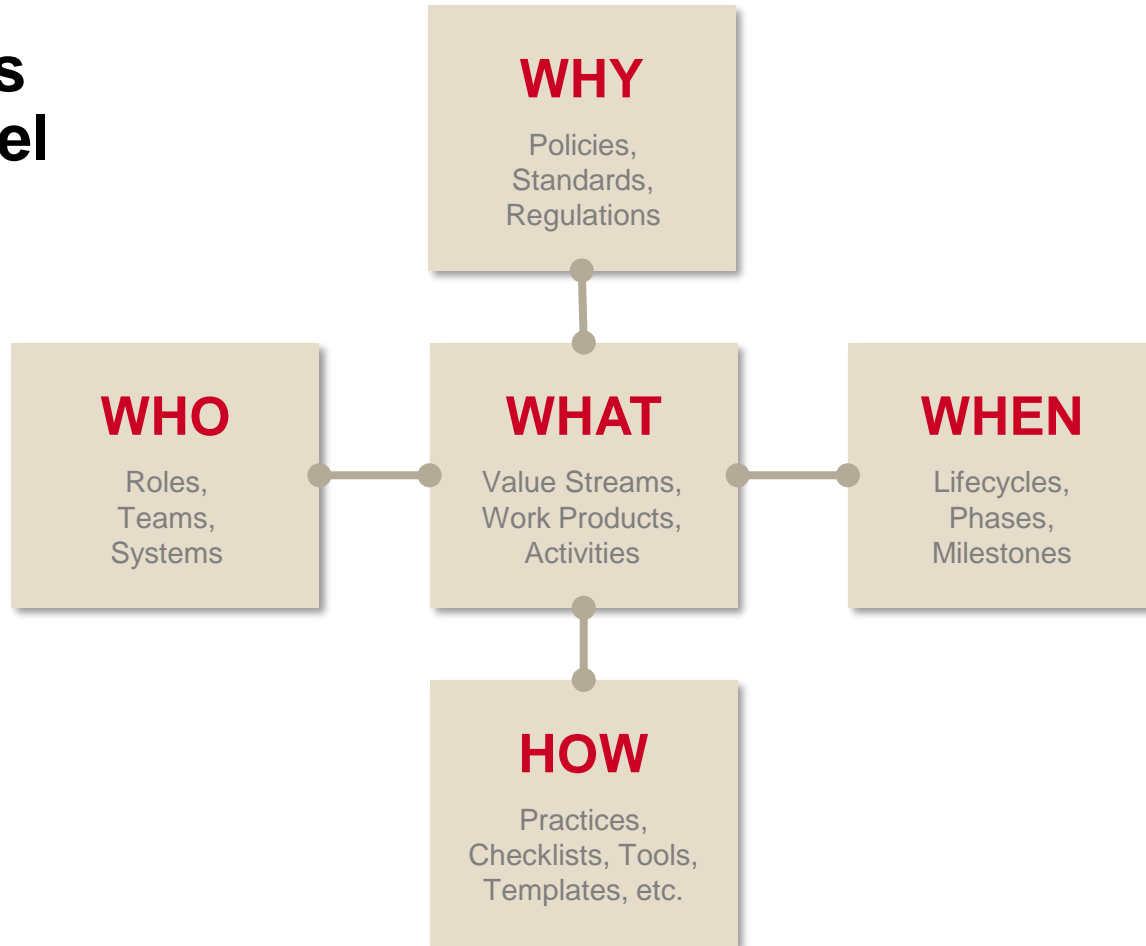 s
el
WHY
Policies,
Standards,
Regulations
WHO
Roles,
Teams,
Systems
WHAT
Value Streams,
Work Products,
Activities
WHEN
Lifecycles,
Phases,
Milestones
HOW
Practices,
Checklists, Tools,
Templates, etc.